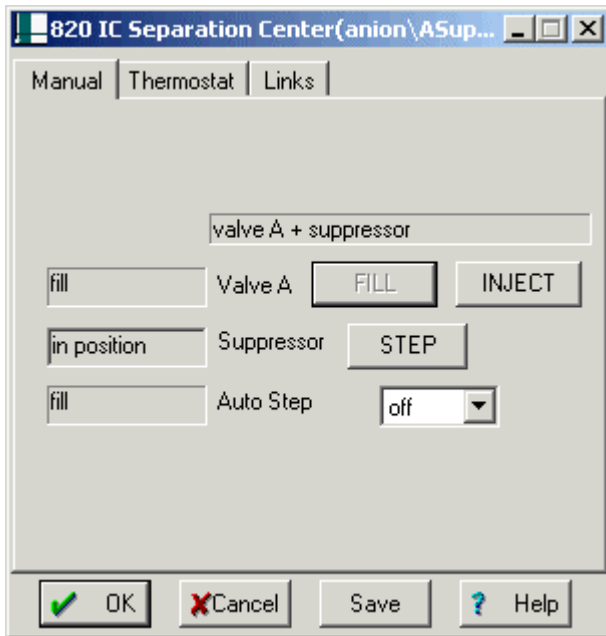 820 IC Separation Center(anion\ASup...
Manual Thermostat Links
valve A + suppressor
fill Valve A FILL INJECT
in position Suppressor STEP
fill Auto Step off
OK Cancel Save ? Help